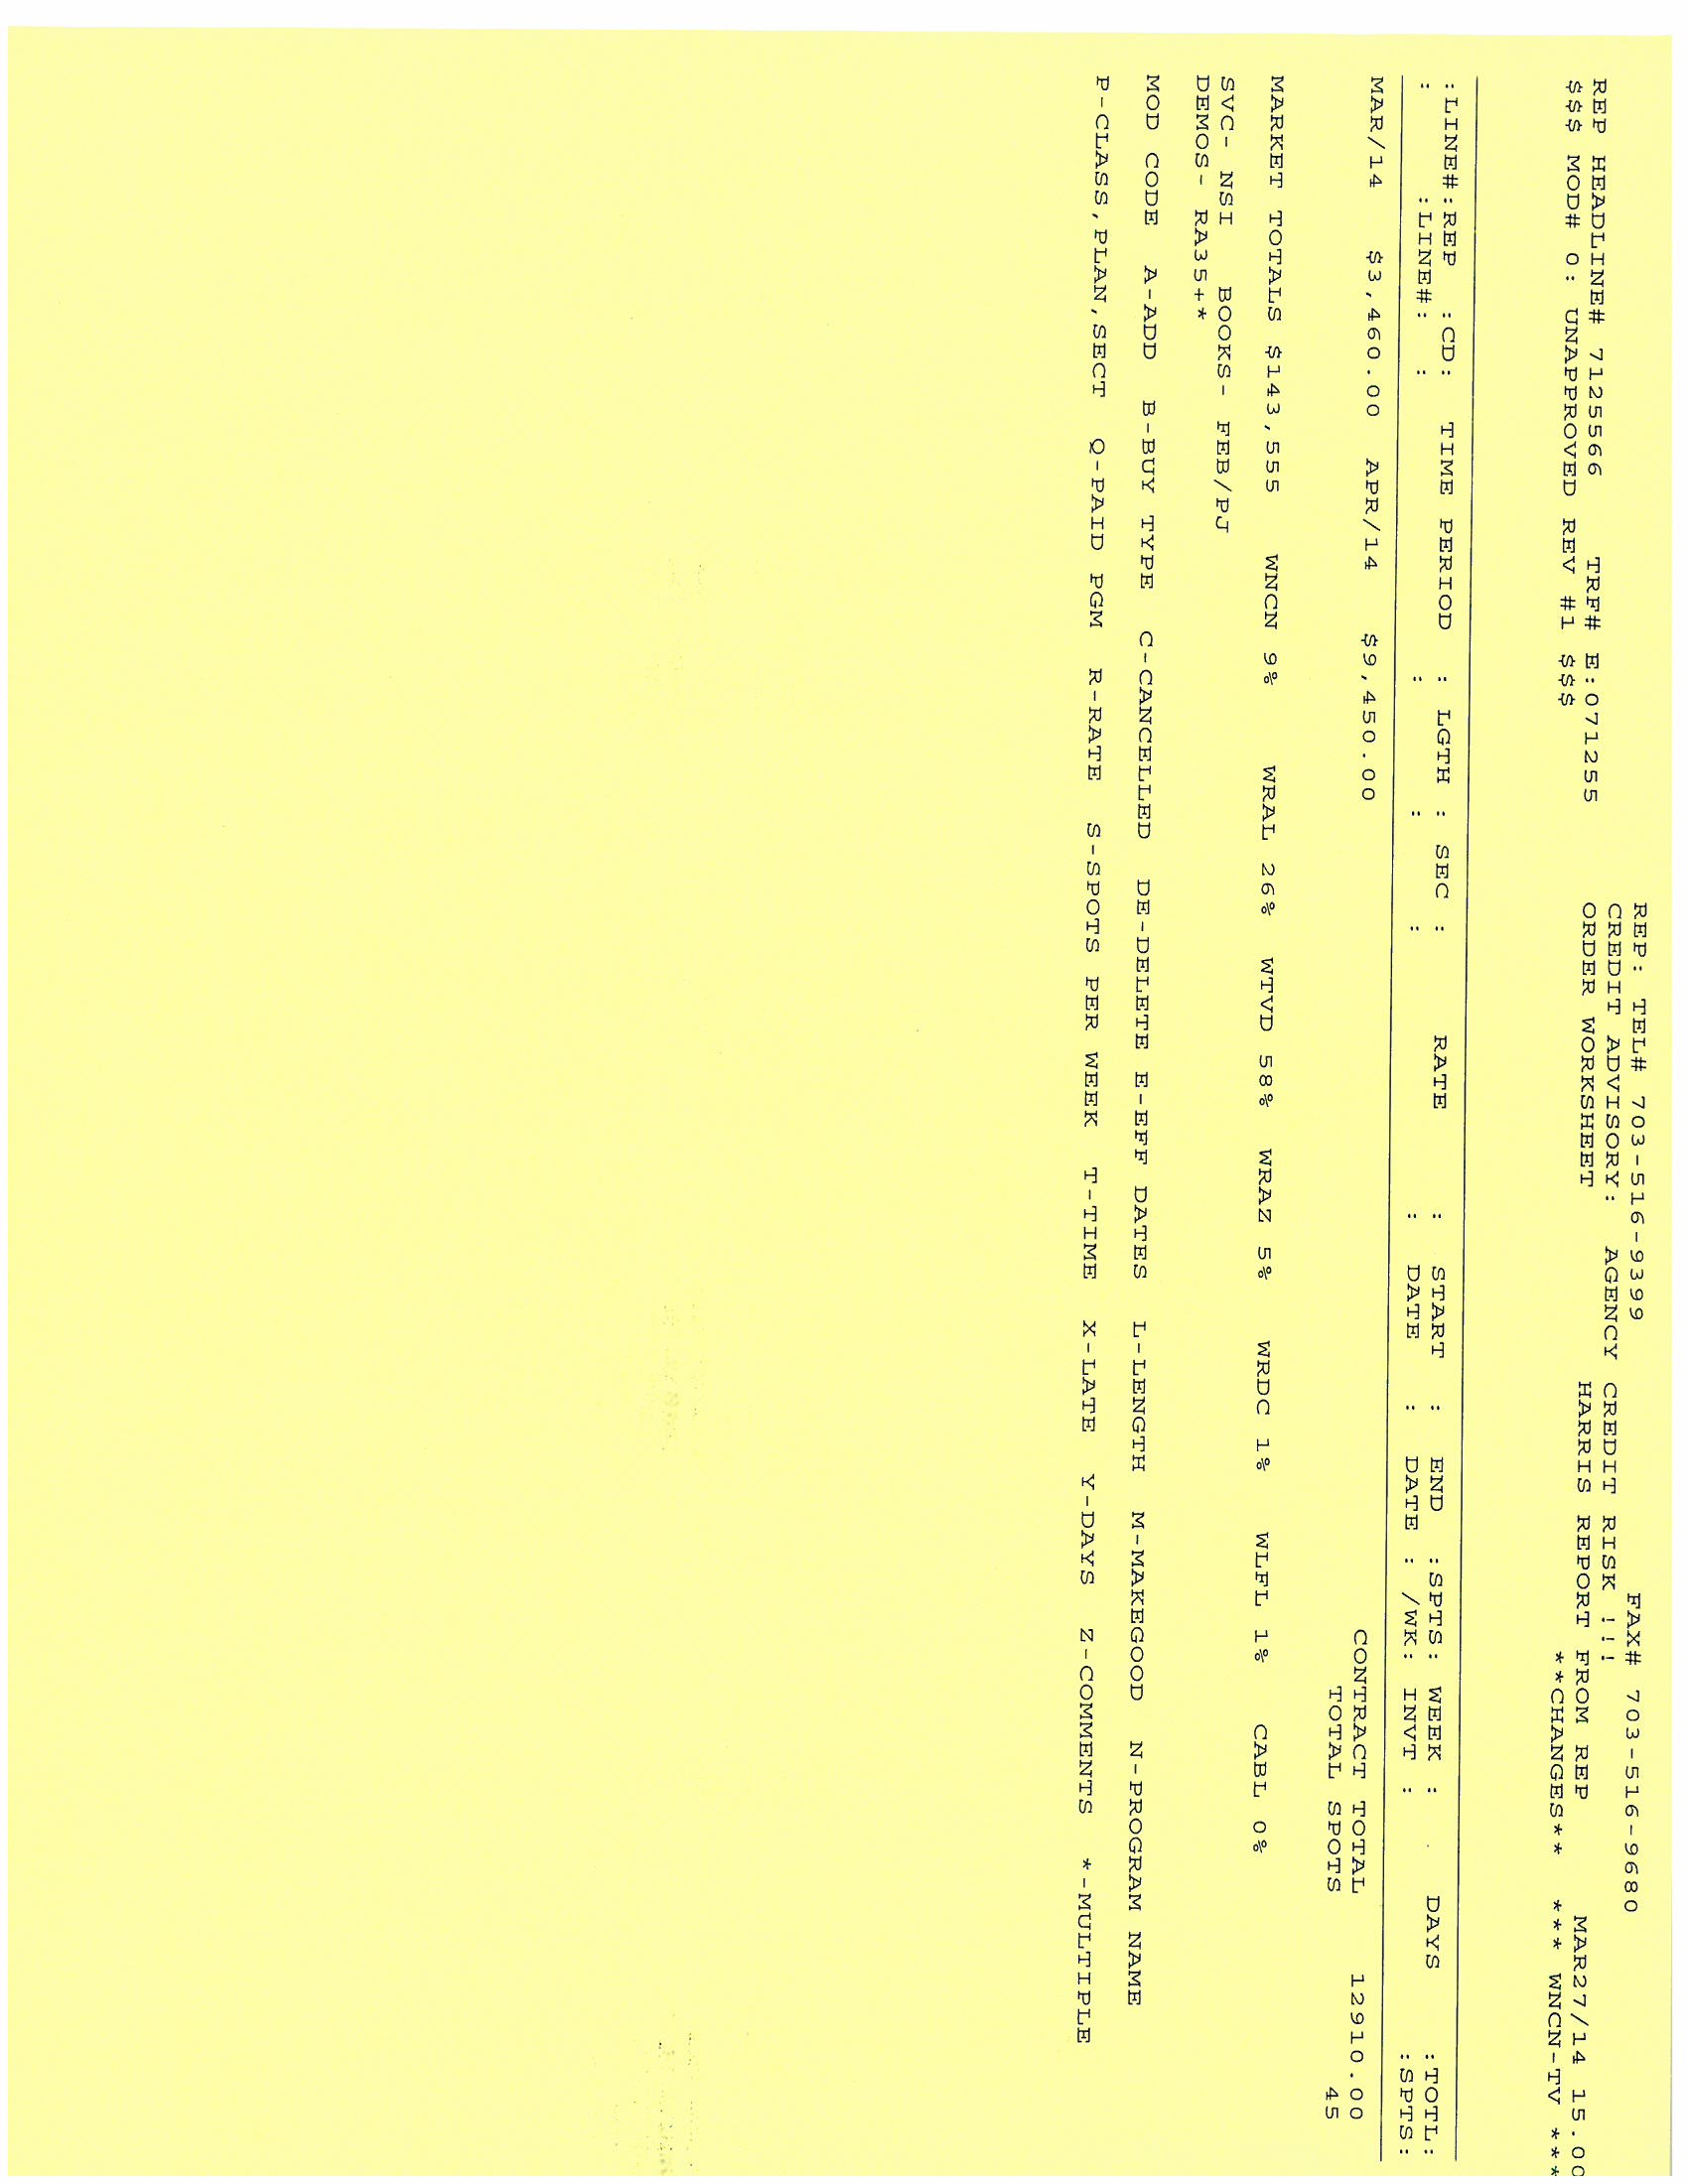 REP: TEL# 703-516-9399 FAX# 703-516-9680
CREDIT ADVISORY: AGENCY CREDIT RISK !!!
REP HEADLINE# 7125566 TRF# E:071255 ORDER WORKSHEET HARRIS REPORT FROM REP MAR27/14 15.00
$$$ MOD# 0: UNAPPROVED REV #1 $$$ **CHANGES** *** WNCN-TV ***
:LINE#:REP :CD: TIME PERIOD : LGTH : SEC : RATE : START : END :SPTS: WEEK : DAYS :TOTL:
: :LINE#: : : : : : DATE : DATE : /WK: INVT : :SPTS:
MAR/14 $3,460.00 APR/14 $9,450.00 CONTRACT TOTAL 12910.00
TOTAL SPOTS 45
MARKET TOTALS $143,555 WNCN 9% WRAL 26% WTVD 58% WRAZ 5% WRDC 1% WLFL 1% CABL 0%
SVC- NSI BOOKS- FEB/PJ
DEMOS- RA35+*
MOD CODE A-ADD B-BUY TYPE C-CANCELLED DE-DELETE E-EFF DATES L-LENGTH M-MAKEGOOD N-PROGRAM NAME
P-CLASS,PLAN,SECT Q-PAID PGM R-RATE S-SPOTS PER WEEK T-TIME X-LATE Y-DAYS Z-COMMENTS *-MULTIPLE